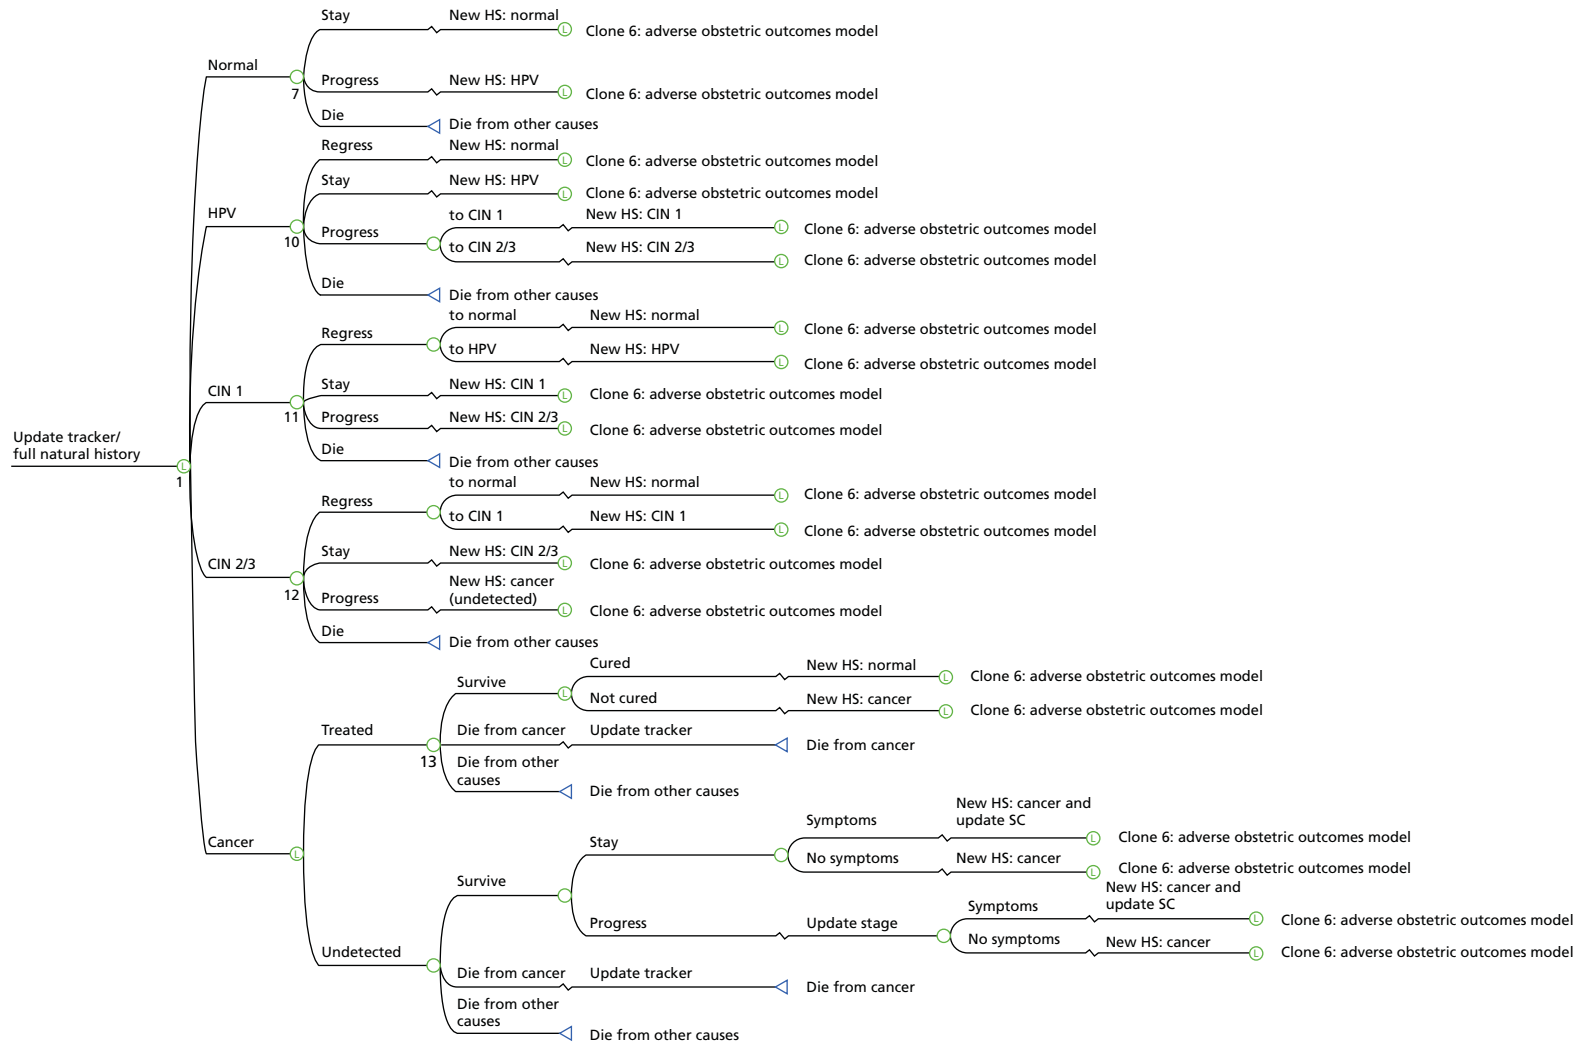 Stay
New HS: normal
Clone 6: adverse obstetric outcomes model
Normal
7
Progress
New HS: HPV
Clone 6: adverse obstetric outcomes model
Die
Die from other causes
Regress
New HS: normal
Clone 6: adverse obstetric outcomes model
Stay
New HS: HPV
Clone 6: adverse obstetric outcomes model
HPV
10
Progress
to CIN 1
New HS: CIN 1
Clone 6: adverse obstetric outcomes model
to CIN 2/3
New HS: CIN 2/3
Clone 6: adverse obstetric outcomes model
Die
Die from other causes
Regress
to normal
New HS: normal
Clone 6: adverse obstetric outcomes model
to HPV
New HS: HPV
Clone 6: adverse obstetric outcomes model
CIN 1
11
Stay
New HS: CIN 1
Clone 6: adverse obstetric outcomes model
Progress
New HS: CIN 2/3
Clone 6: adverse obstetric outcomes model
Die
Die from other causes
Update tracker/
full natural history
L
1
Regress
to normal
New HS: normal
Clone 6: adverse obstetric outcomes model
to CIN 1
New HS: CIN 1
Clone 6: adverse obstetric outcomes model
CIN 2/3
12
Stay
New HS: CIN 2/3
Clone 6: adverse obstetric outcomes model
Progress
New HS: cancer
(undetected)
Clone 6: adverse obstetric outcomes model
Die
Die from other causes
Cancer
L
Treated
13
Survive
L
Cured
New HS: normal
Clone 6: adverse obstetric outcomes model
Not cured
New HS: cancer
Clone 6: adverse obstetric outcomes model
Die from cancer
Update tracker
Die from cancer
Die from other
causes
Die from other causes
Undetected
Survive
Stay
Symptoms
New HS: cancer and
update SC
Clone 6: adverse obstetric outcomes model
No symptoms
New HS: cancer
Clone 6: adverse obstetric outcomes model
Progress
Update stage
Symptoms
New HS: cancer and
update SC
Clone 6: adverse obstetric outcomes model
No symptoms
New HS: cancer
Clone 6: adverse obstetric outcomes model
Die from cancer
Update tracker
Die from cancer
Die from other
causes
Die from other causes